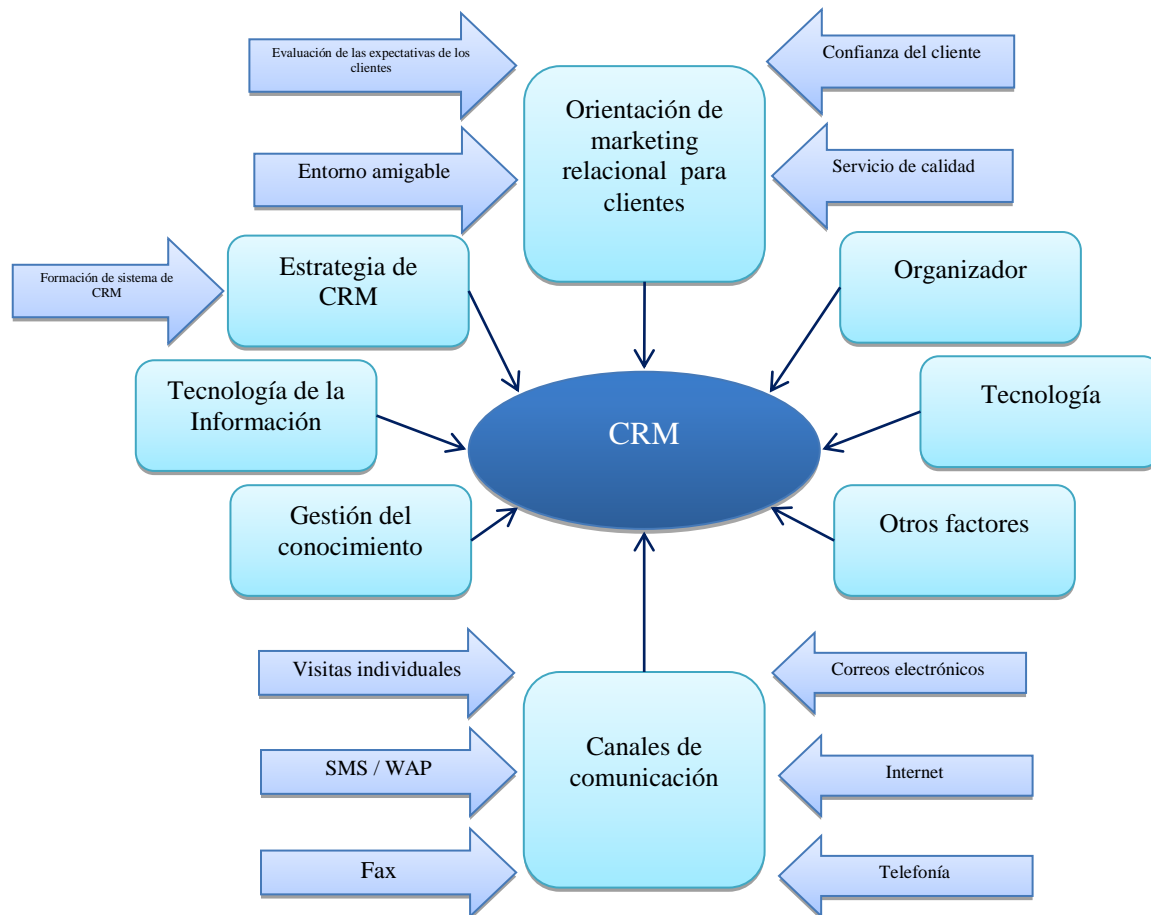 Evaluación de las expectativas de los
clientes
Confianza del cliente
Orientación de
marketing
relacional para
clientes
Entorno amigable
Servicio de calidad
Formación de sistema de
CRM
Estrategia de
CRM
Organizador
Tecnología de la
Información
CRM
Tecnología
Gestión del
conocimiento
Otros factores
Visitas individuales
Correos electrónicos
Canales de
comunicación
SMS / WAP
Internet
Fax
Telefonía